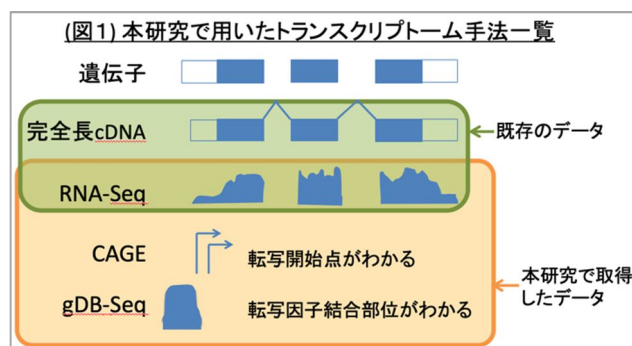 (図1) 本研究で用いたトランスクリプトーム手法一覧
遺伝子
完全長cDNA
既存のデータ
RNA-Seq
CAGE
転写開始点がわかる
本研究で取得
したデータ
gDB-Seq
転写因子結合部位がわかる